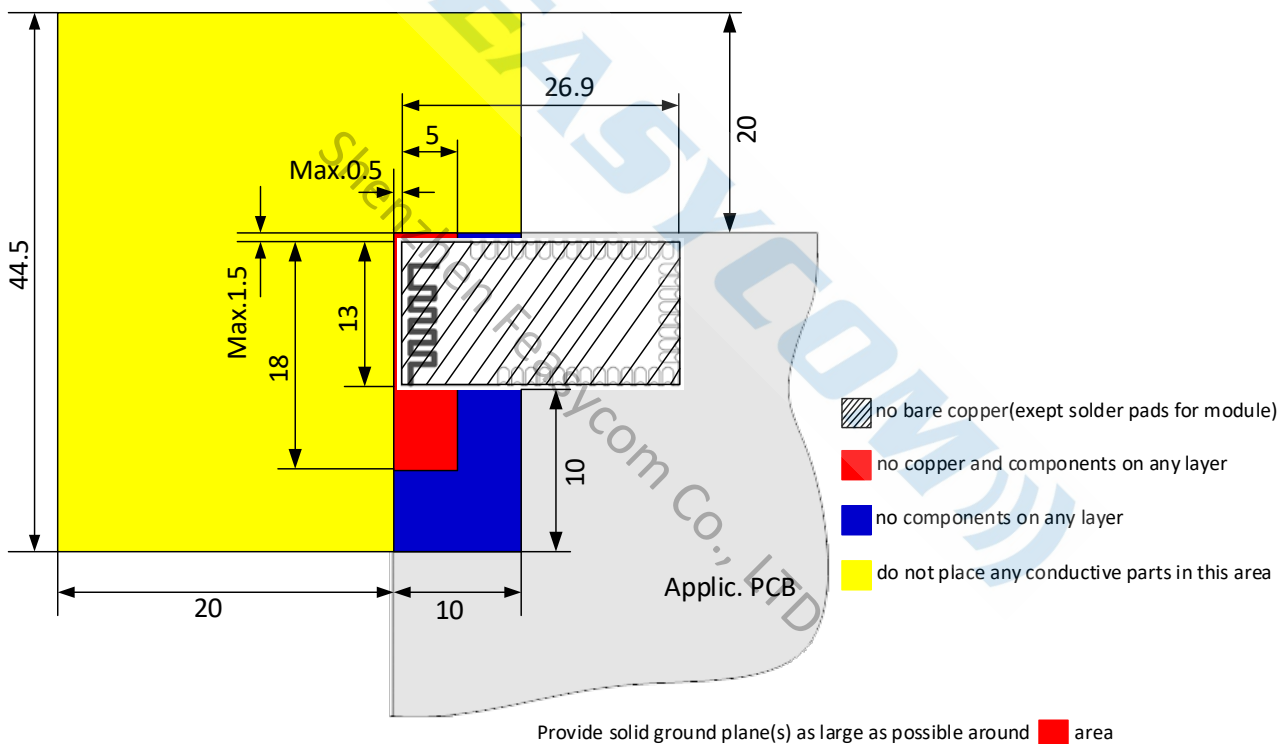 EASYCOM
Shenzhen Feasycom Co., LTD
26.9
5
20
Max.0.5
44.5
Max.1.5
13
18
10
no bare copper(exept solder pads for module)
no copper and components on any layer
no components on any layer
do not place any conductive parts in this area
Applic. PCB
20
10
Provide solid ground plane(s) as large as possible around
area